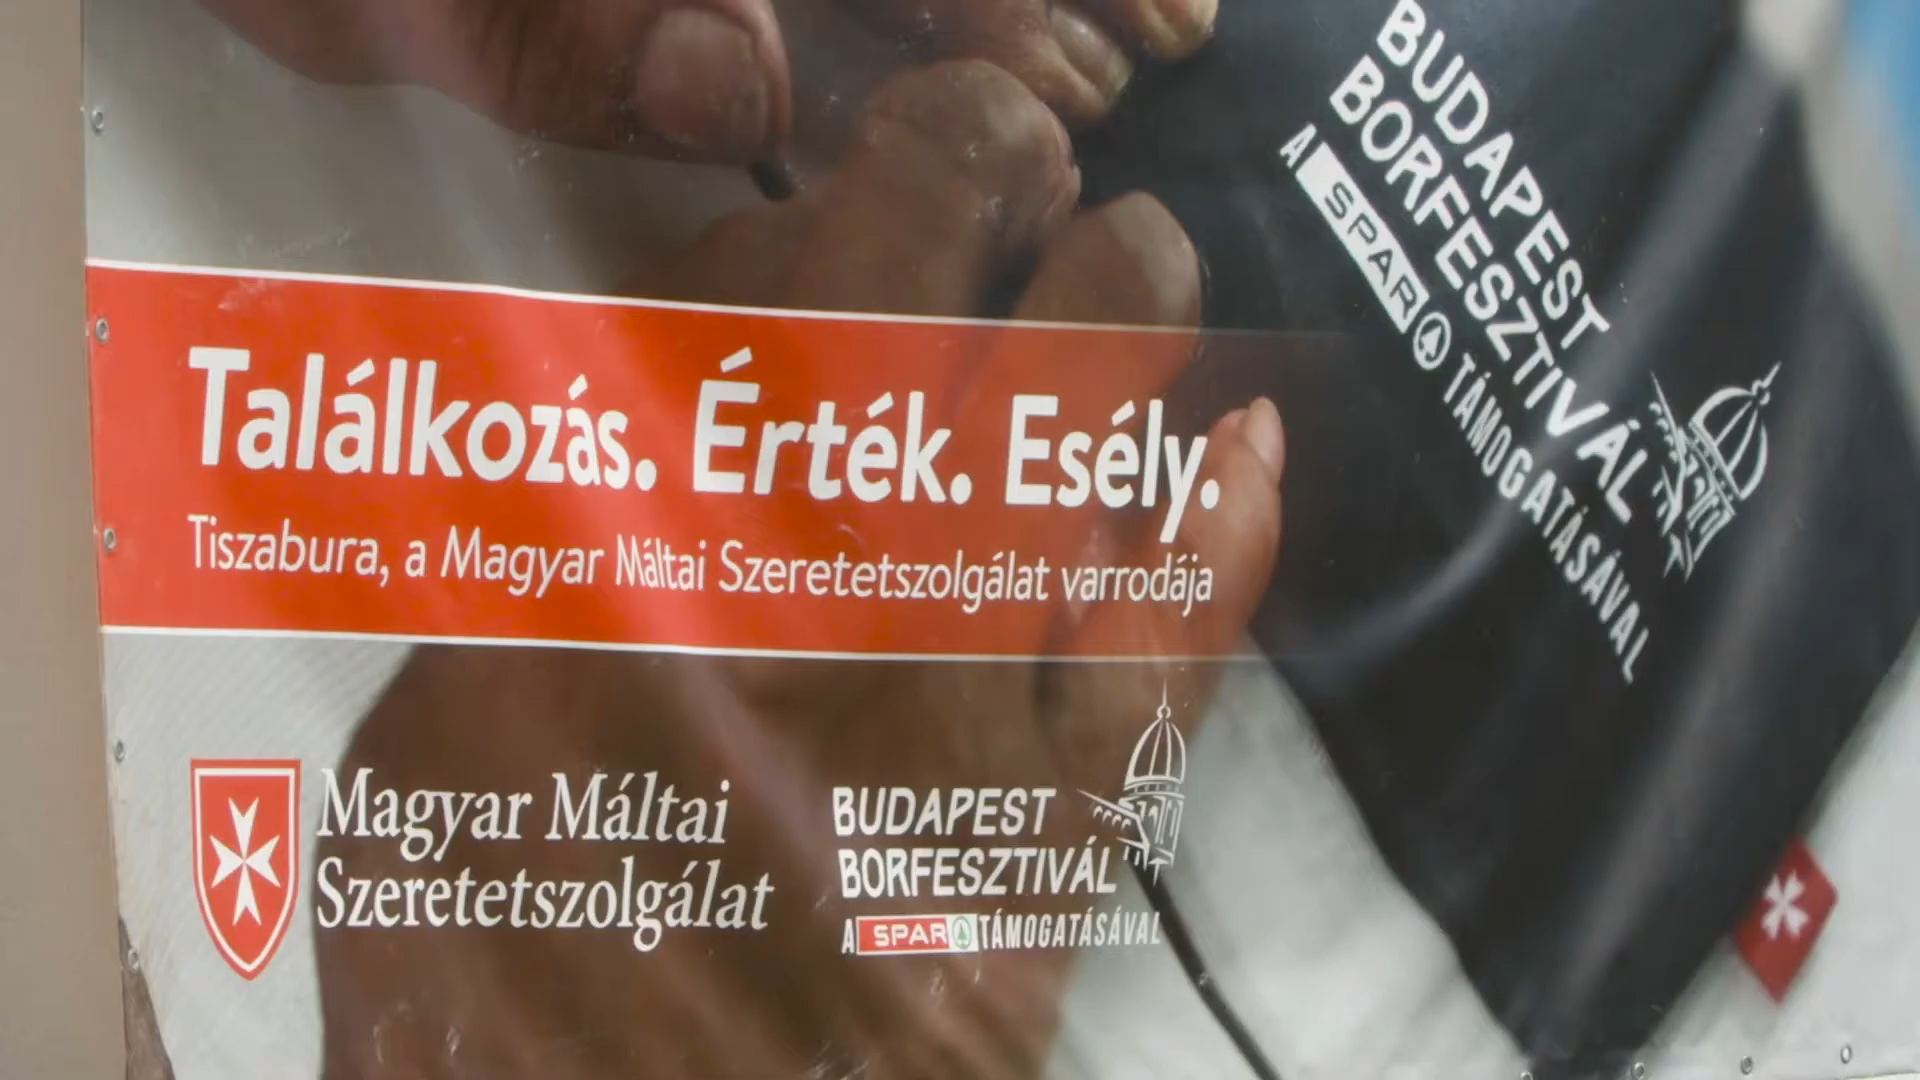 BUDAPEST
BORFESZTIVÁL
A SPAR TÁMOGATÁSÁVAL
Találkozás. Érték. Esély.
Tiszabura, a Magyar Máltai Szeretetszolgálat varrodája
Magyar Máltai
Szeretetszolgálat
BUDAPEST
BORFESZTIVÁL
A SPAR TÁMOGATÁSÁVAL